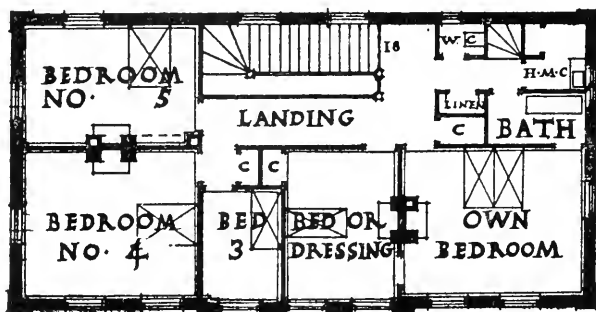 BEDROOM
NO. 5
18
W.C
H.M.C
LINEN
C
BATH
LANDING
C C
BEDROOM
NO. 4
BED
3
BED OR
DRESSING
OWN
BEDROOM